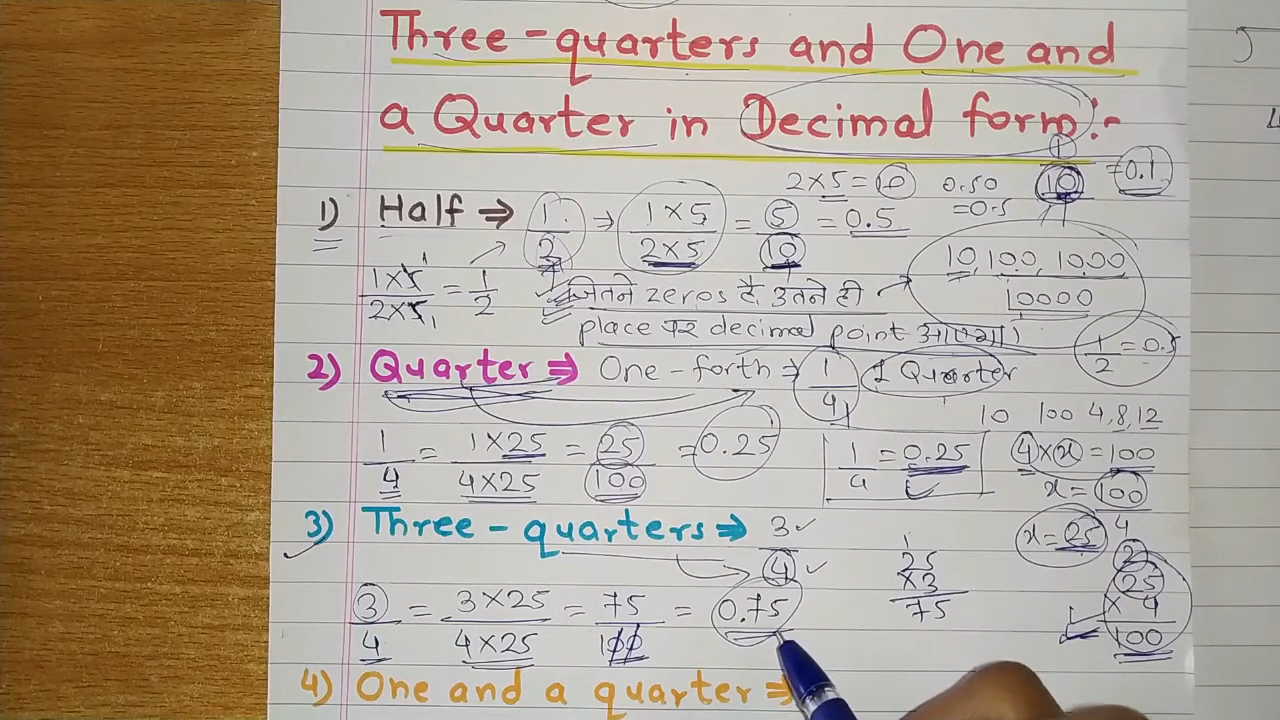 Three-quarters and One and
a Quarter in Decimal form:-
2×5=10 0.50 =0.5 1/10 =0.1
1) Half ⇒ 1/2 → 1×5/2×5 = 5/10 = 0.5
1×5/2×5 = 1/2
जितने zeros है, उतने ही → 10,100,1000
10000
place पर decimal point आएगा।
1/2 = 0.5
2) Quarter ⇒ One-forth ⇒ 1/4 1 Quarter
10 100 4,8,12
1/4 = 1×25/4×25 = 25/100 = 0.25
1/4 = 0.25
4×x=100
x=100
4
x=25
3) Three-quarters ⇒ 3/4
3/4 = 3×25/4×25 = 75/100 = 0.75
1
25
×3
75
2
25
× 4
100
4) One and a quarter ⇒